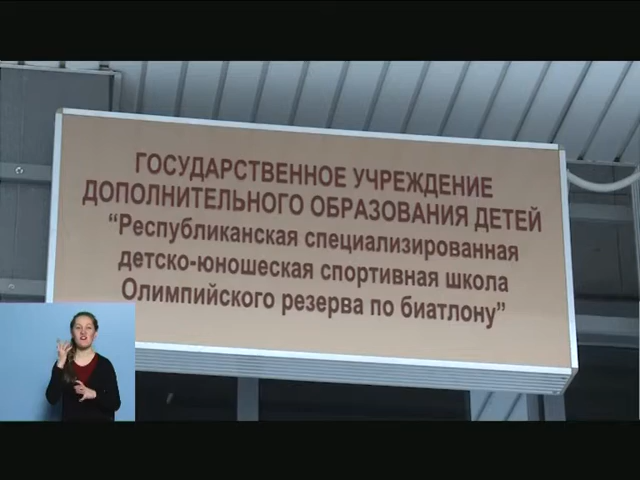 ГОСУДАРСТВЕННОЕ УЧРЕЖДЕНИЕ
ДОПОЛНИТЕЛЬНОГО ОБРАЗОВАНИЯ ДЕТЕЙ
“Республиканская специализированная
детско-юношеская спортивная школа
Олимпийского резерва по биатлону”